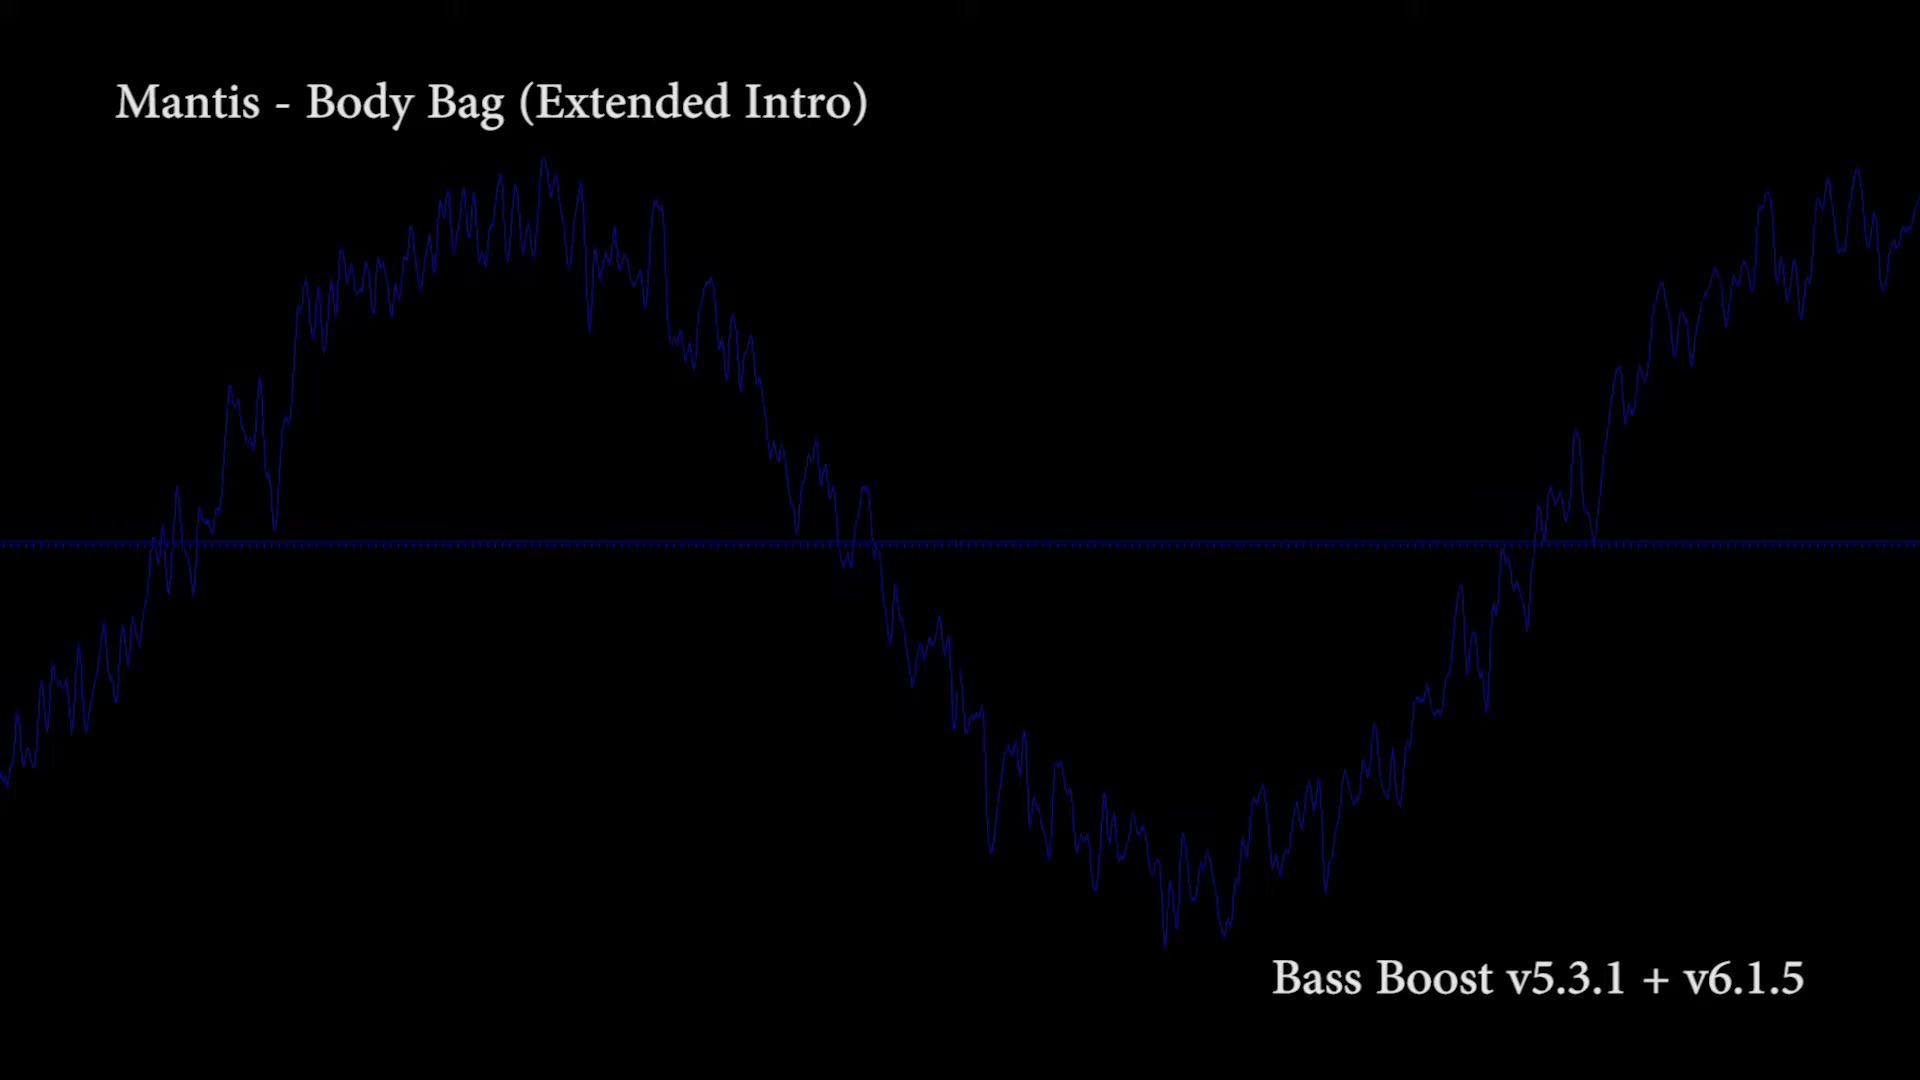 Mantis - Body Bag (Extended Intro)
Bass Boost v5.3.1 + v6.1.5